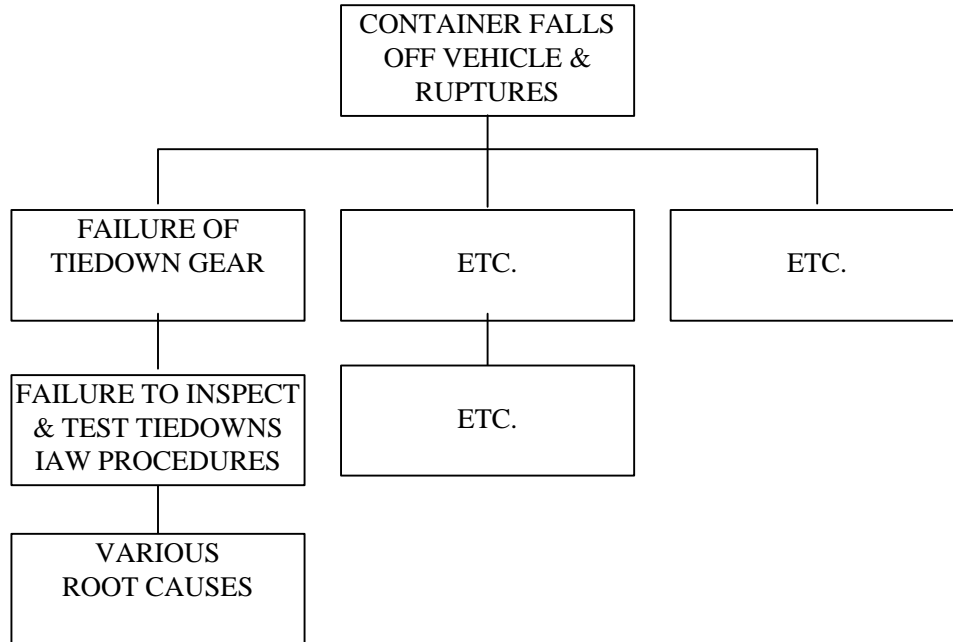 CONTAINER FALLS
OFF VEHICLE &
RUPTURES
FAILURE OF
TIEDOWN GEAR
ETC.
ETC.
FAILURE TO INSPECT
& TEST TIEDOWNS
IAW PROCEDURES
ETC.
VARIOUS
ROOT CAUSES